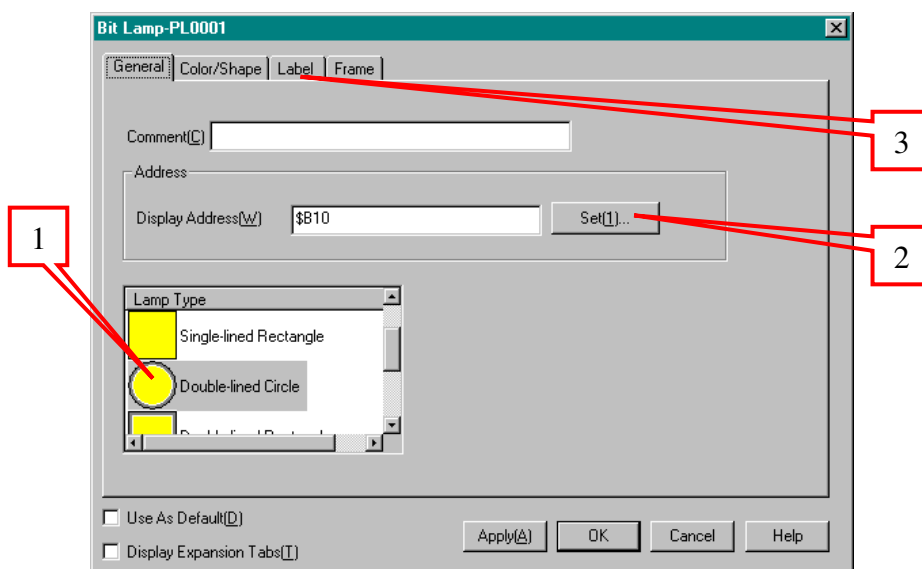 Bit Lamp-PL0001
General Color/Shape Label Frame
Comment(C)
3
Address
Display Address(W) $B10 Set(1)...
1
2
Lamp Type
Single-lined Rectangle
Double-lined Circle
Use As Default(D)
Display Expansion Tabs(T)
Apply(A) OK Cancel Help